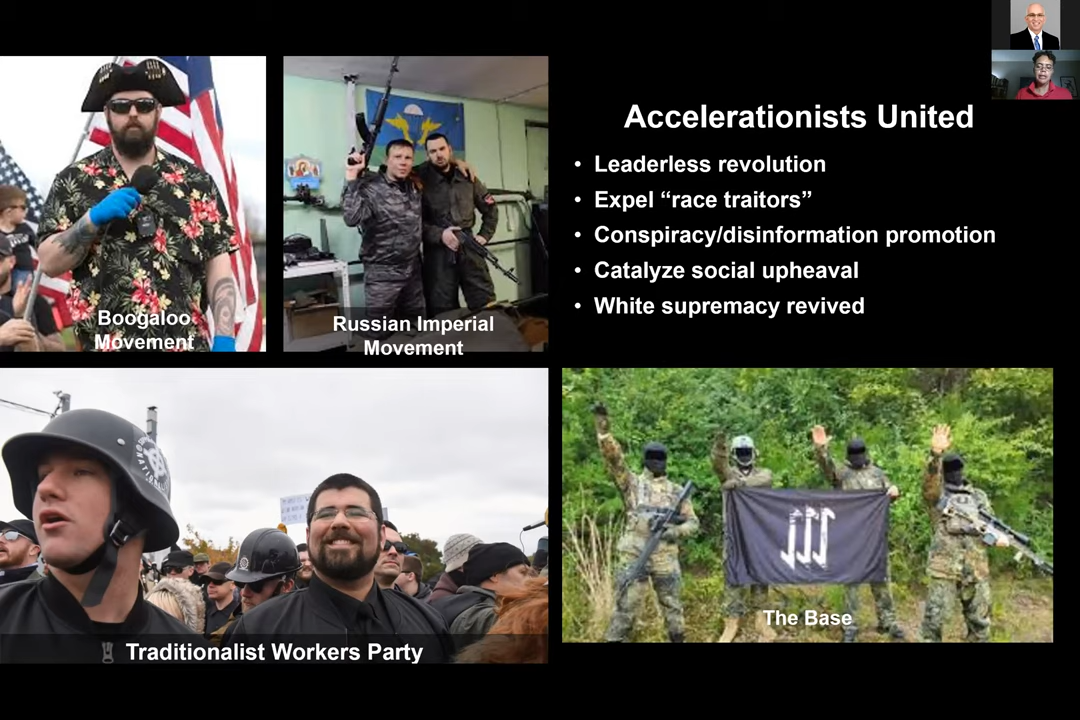 Accelerationists United
• Leaderless revolution
• Expel “race traitors”
• Conspiracy/disinformation promotion
• Catalyze social upheaval
• White supremacy revived
Boogaloo
Movement
Russian Imperial
Movement
Traditionalist Workers Party
The Base